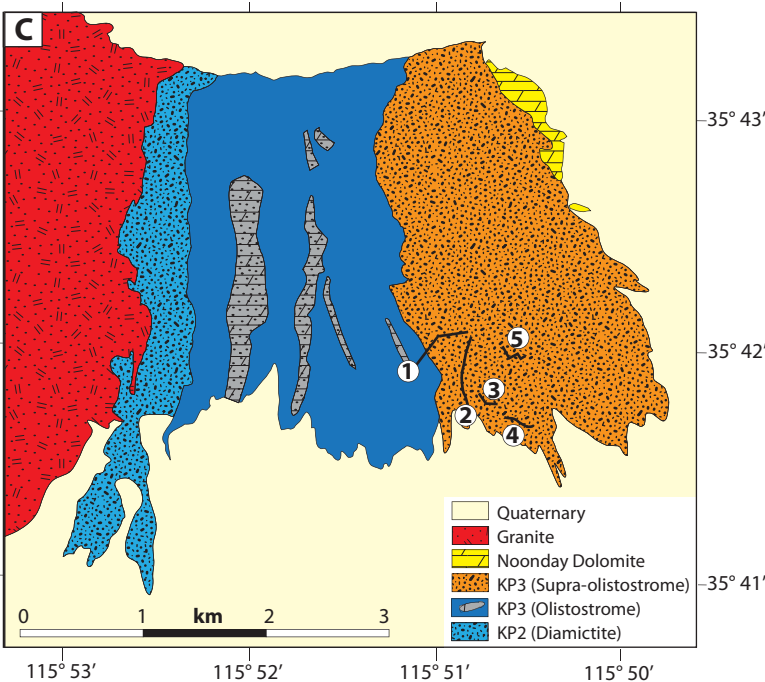 C
35° 43'
35° 42'
35° 41'
1
2
3
4
5
Quaternary
Granite
Noonday Dolomite
KP3 (Supra-olistostrome)
KP3 (Olistostrome)
KP2 (Diamictite)
0 1 km 2 3
115° 53' 115° 52' 115° 51' 115° 50'